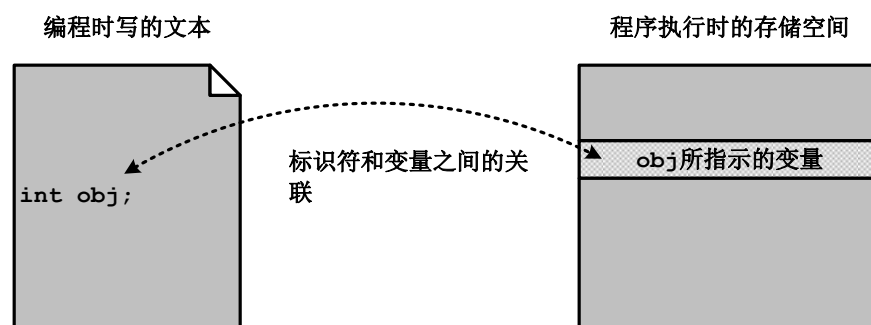 编程时写的文本
程序执行时的存储空间
标识符和变量之间的关
联
obj所指示的变量
int obj;